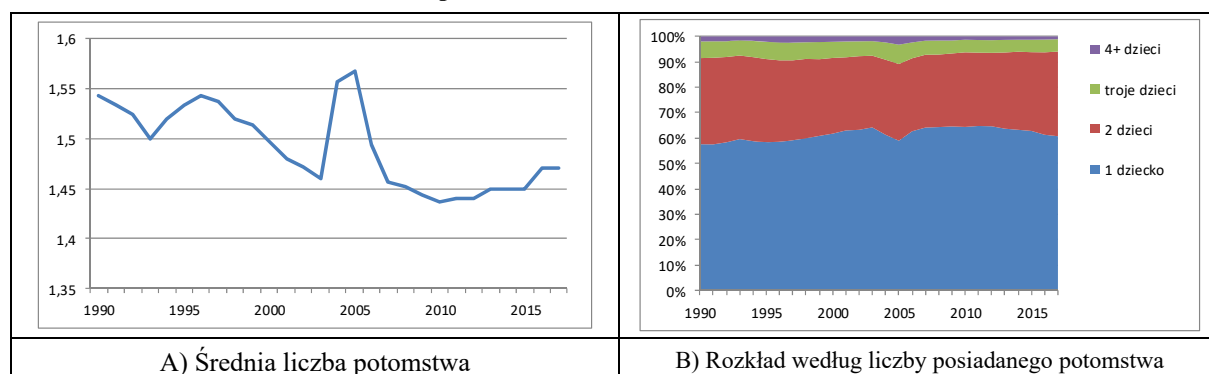 1,6
1,55
1,5
1,45
1,4
1,35
1990 1995 2000 2005 2010 2015
A) Średnia liczba potomstwa
100%
90%
80%
70%
60%
50%
40%
30%
20%
10%
0%
1990 1995 2000 2005 2010 2015
4+ dzieci
troje dzieci
2 dzieci
1 dziecko
B) Rozkład według liczby posiadanego potomstwa